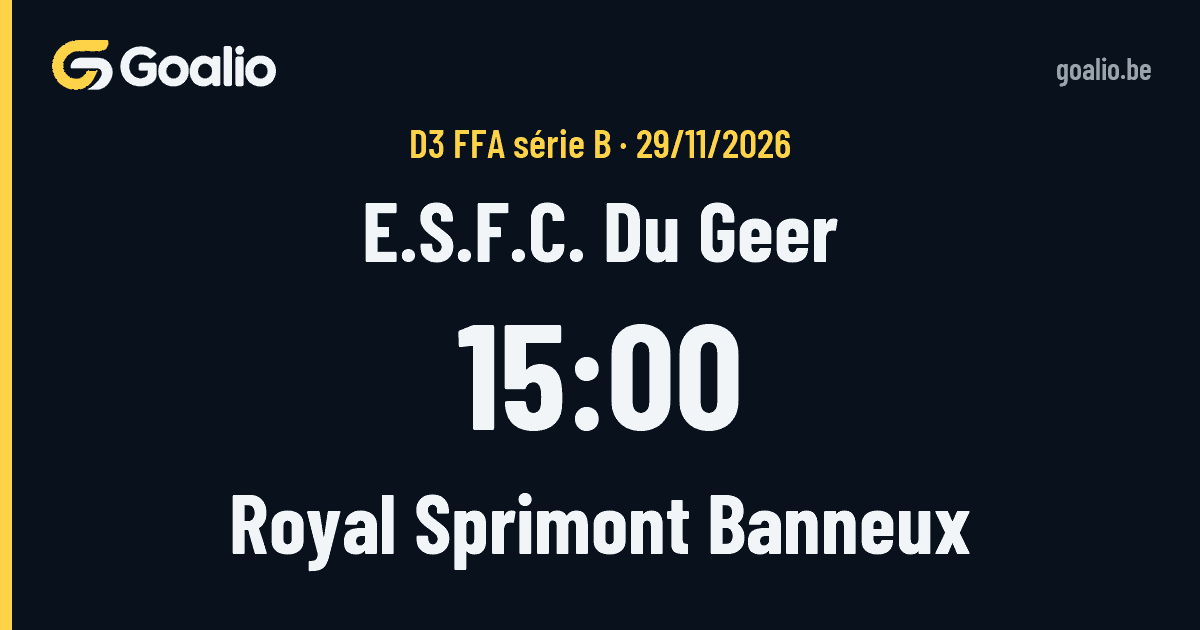 Goalio
goalio.be
D3 FFA série B · 29/11/2026
E.S.F.C. Du Geer
15:00
Royal Sprimont Banneux